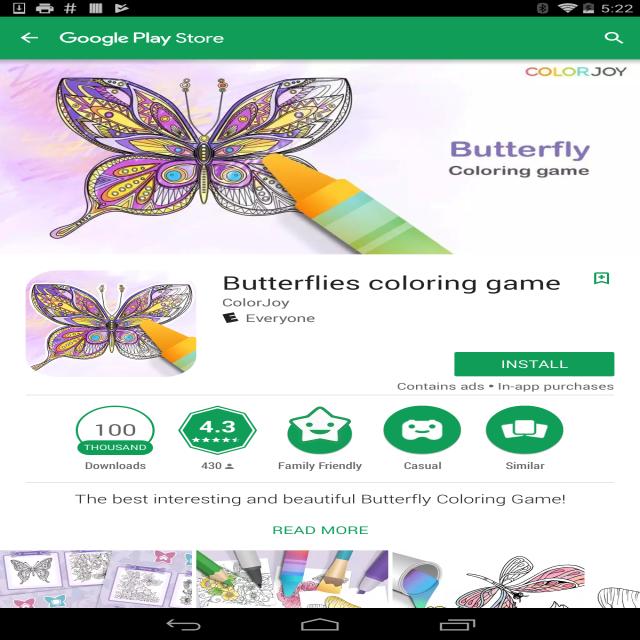 5:22
Google Play Store
COLORJOY
Butterfly
Coloring game
Butterflies coloring game
ColorJoy
E Everyone
INSTALL
Contains ads • In-app purchases
100
THOUSAND
Downloads
4.3
430
Family Friendly
Casual
Similar
The best interesting and beautiful Butterfly Coloring Game!
READ MORE